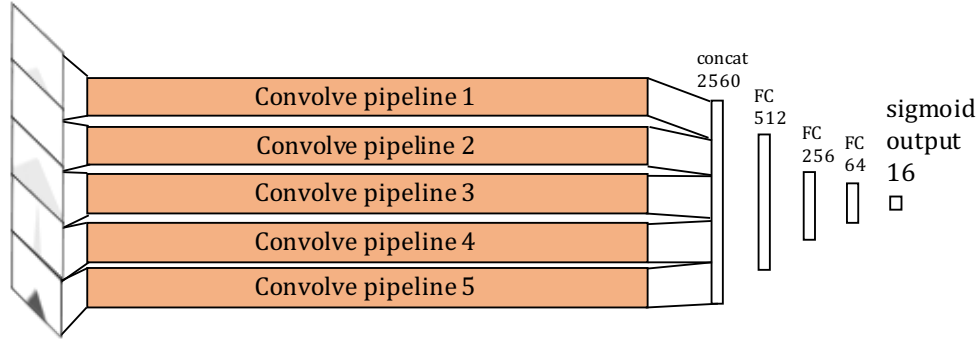 Convolve pipeline 1
Convolve pipeline 2
Convolve pipeline 3
Convolve pipeline 4
Convolve pipeline 5
concat
2560
FC
512
FC
256
FC
64
sigmoid
output
16